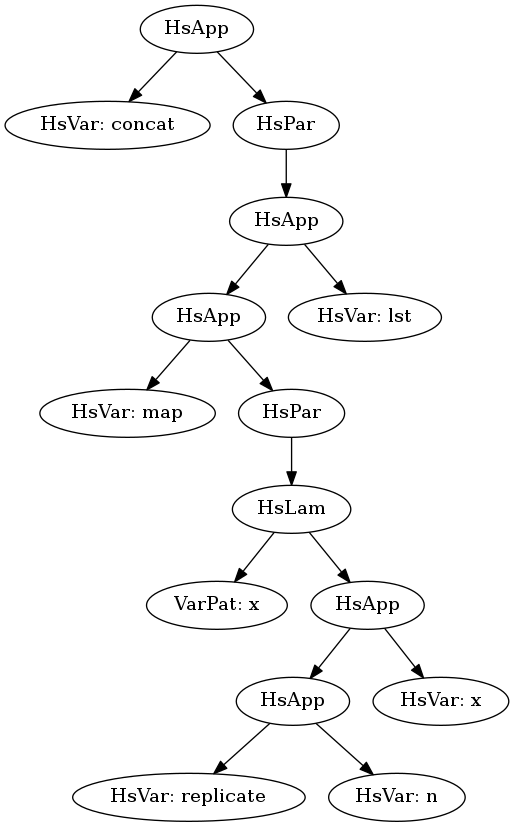 HsApp
HsVar: concat
HsPar
HsApp
HsApp
HsVar: lst
HsVar: map
HsPar
HsLam
VarPat: x
HsApp
HsApp
HsVar: x
HsVar: replicate
HsVar: n